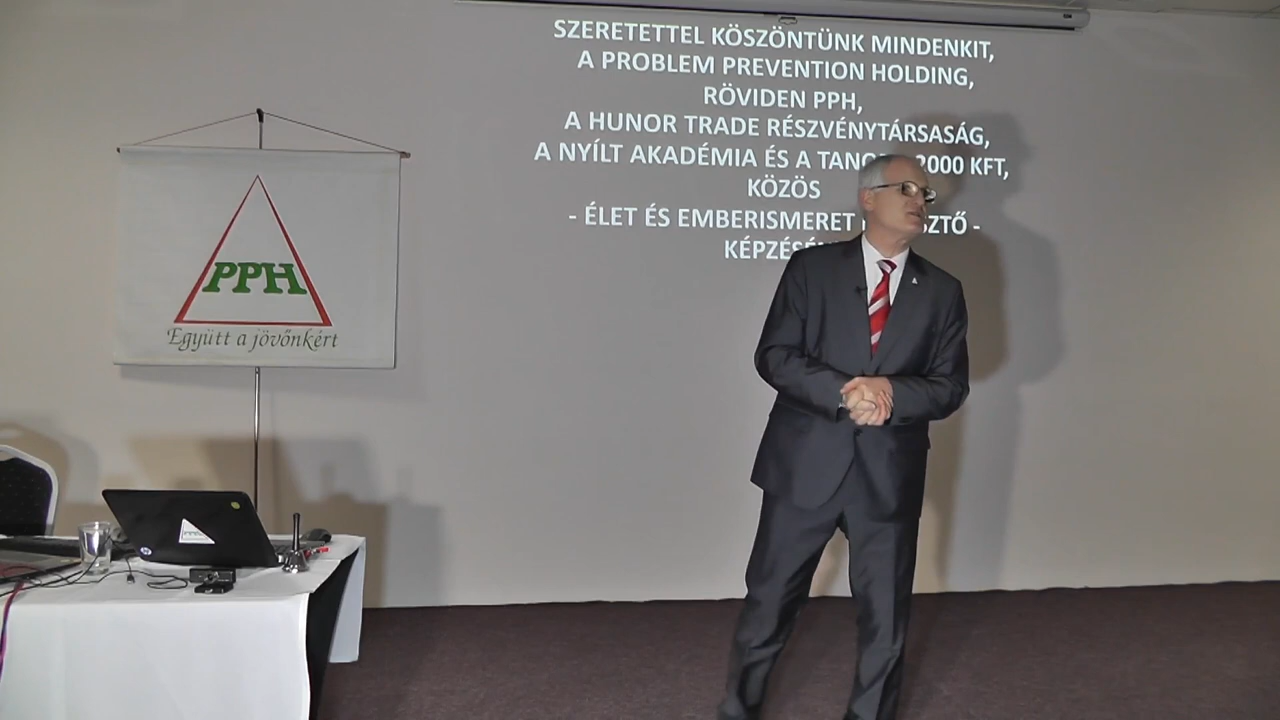 SZERETETTEL KÖSZÖNTÜNK MINDENKIT,
A PROBLEM PREVENTION HOLDING,
RÖVIDEN PPH,
A HUNOR TRADE RÉSZVÉNYTÁRSASÁG,
A NYÍLT AKADÉMIA ÉS A 2000 KFT,
KÖZÖS
- ÉLET ÉS EMBERISMERET -
PPH
Együtt a jövőnkért